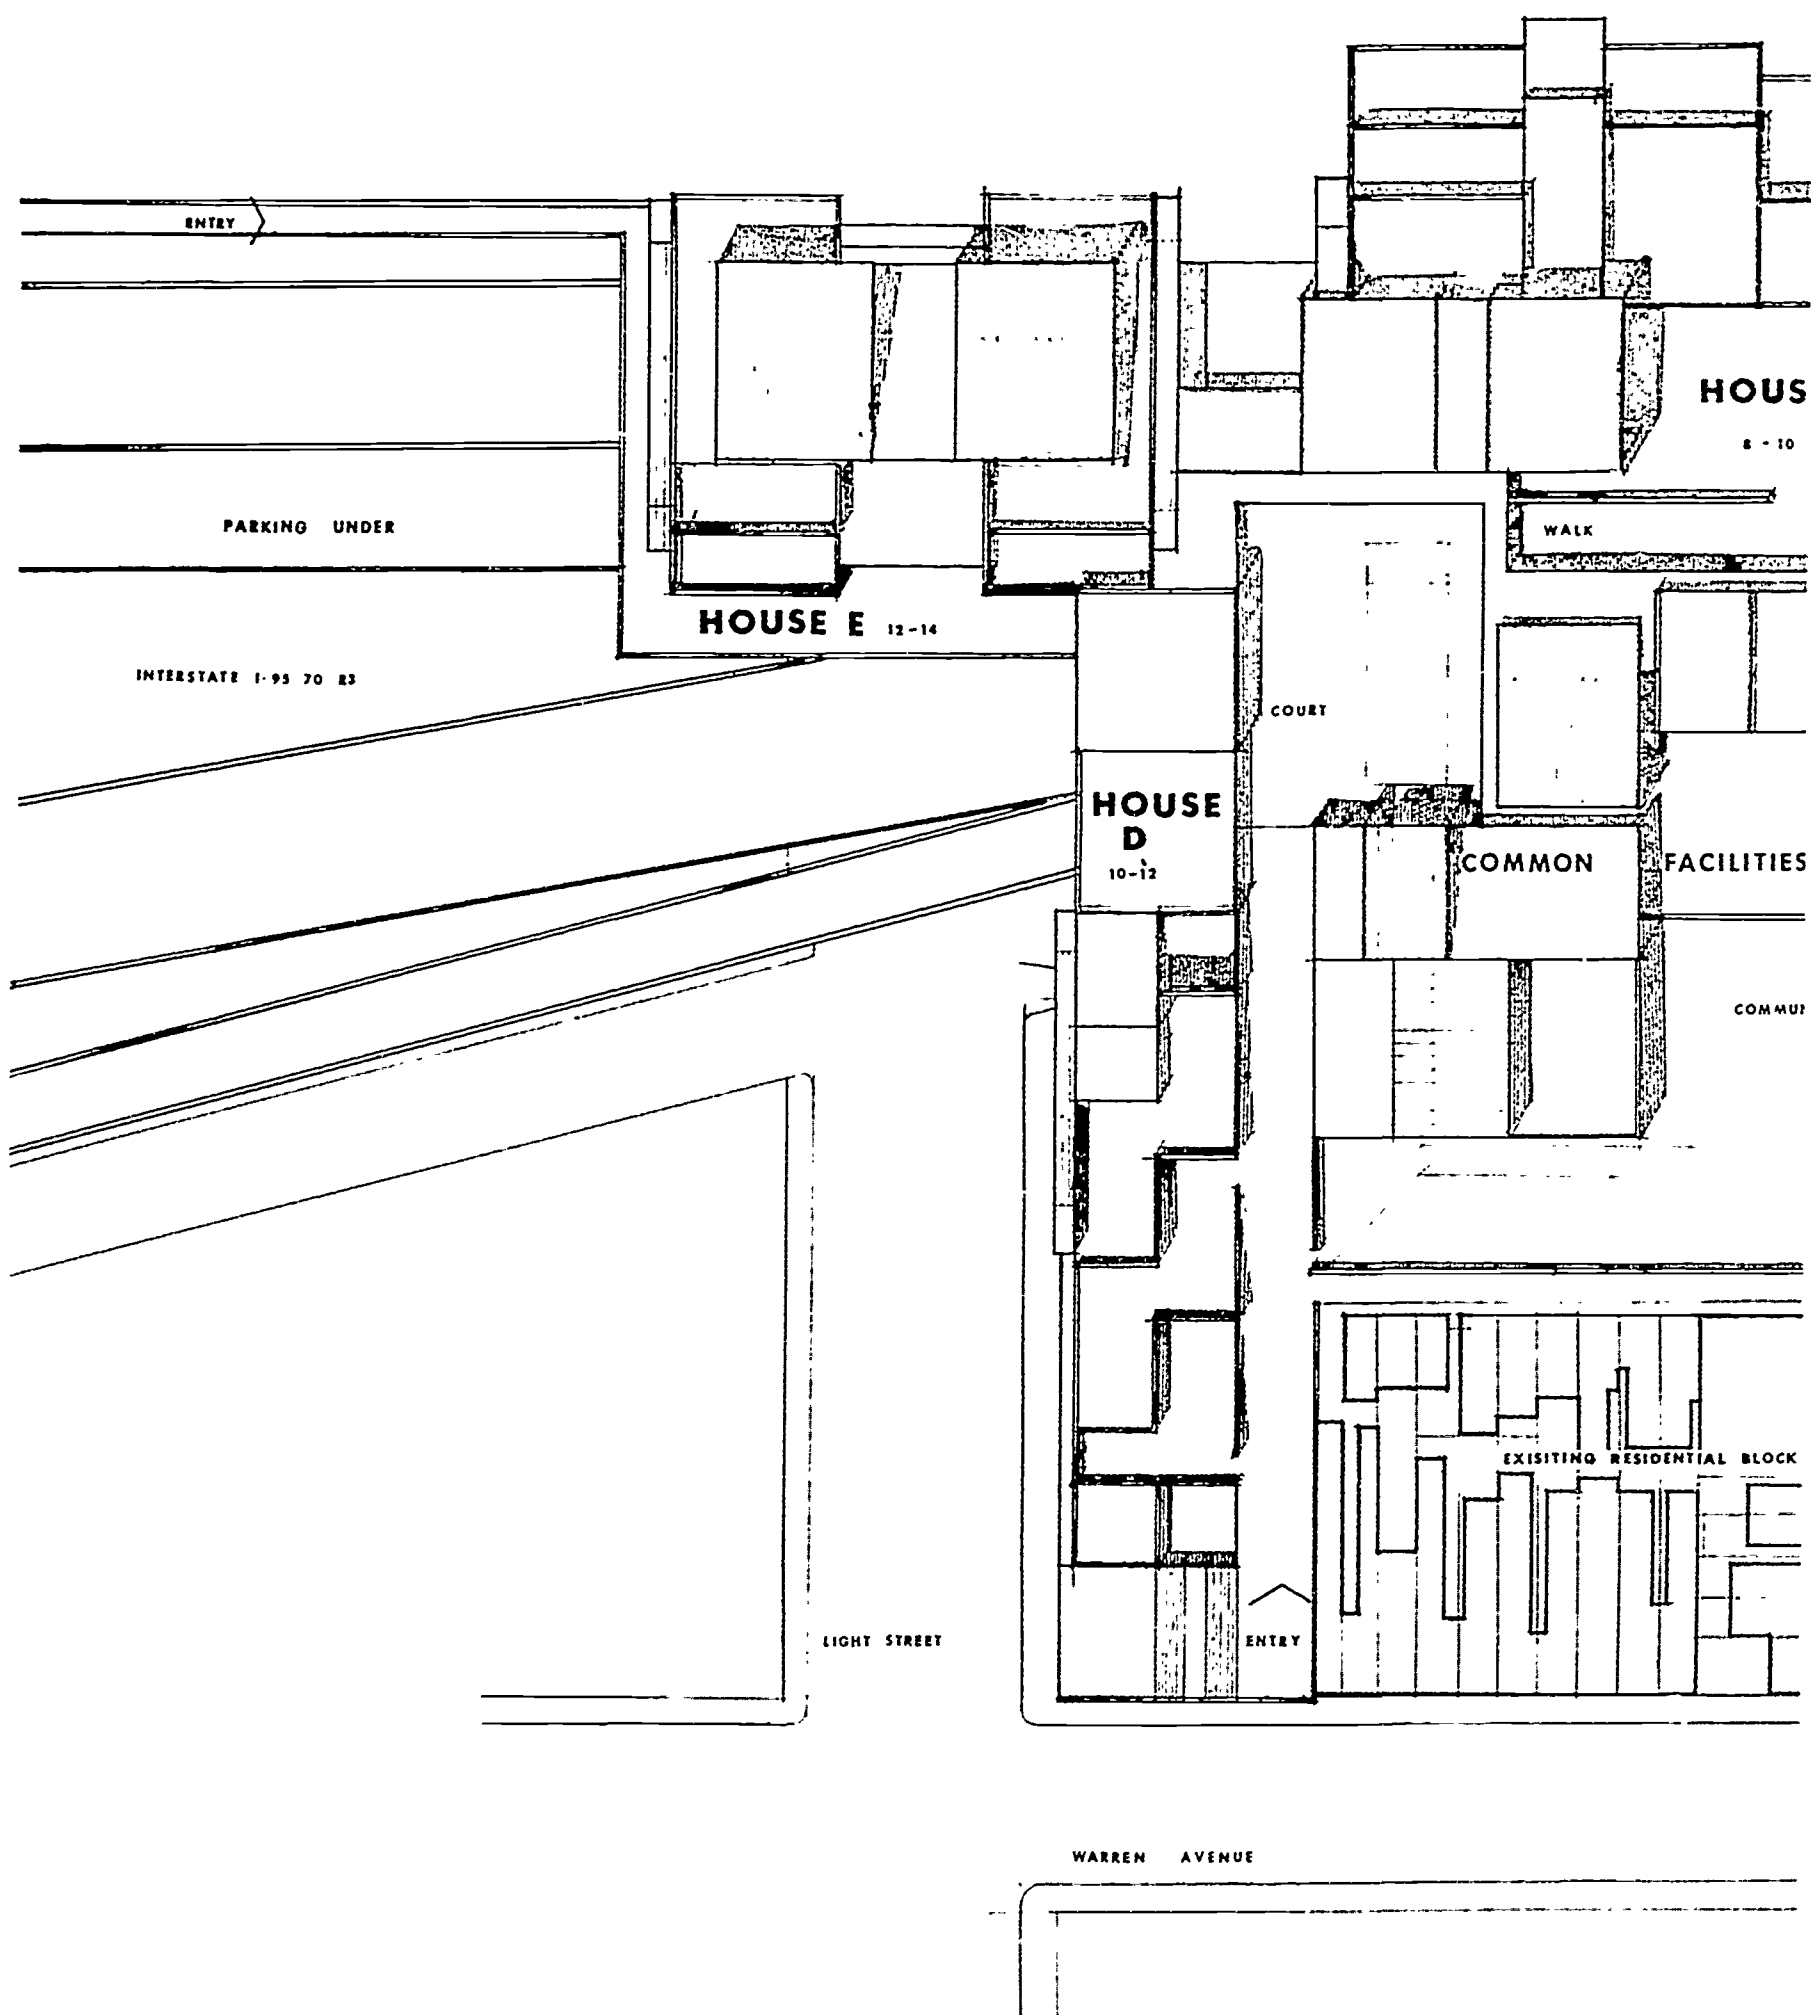 ENTRY
HOUS
8 - 10
PARKING UNDER
WALK
HOUSE E 12-14
INTERSTATE I-95 70 83
COURT
HOUSE
D
10-12
COMMON FACILITIES
COMMU
EXISITING RESIDENTIAL BLOCK
LIGHT STREET
ENTRY
WARREN AVENUE